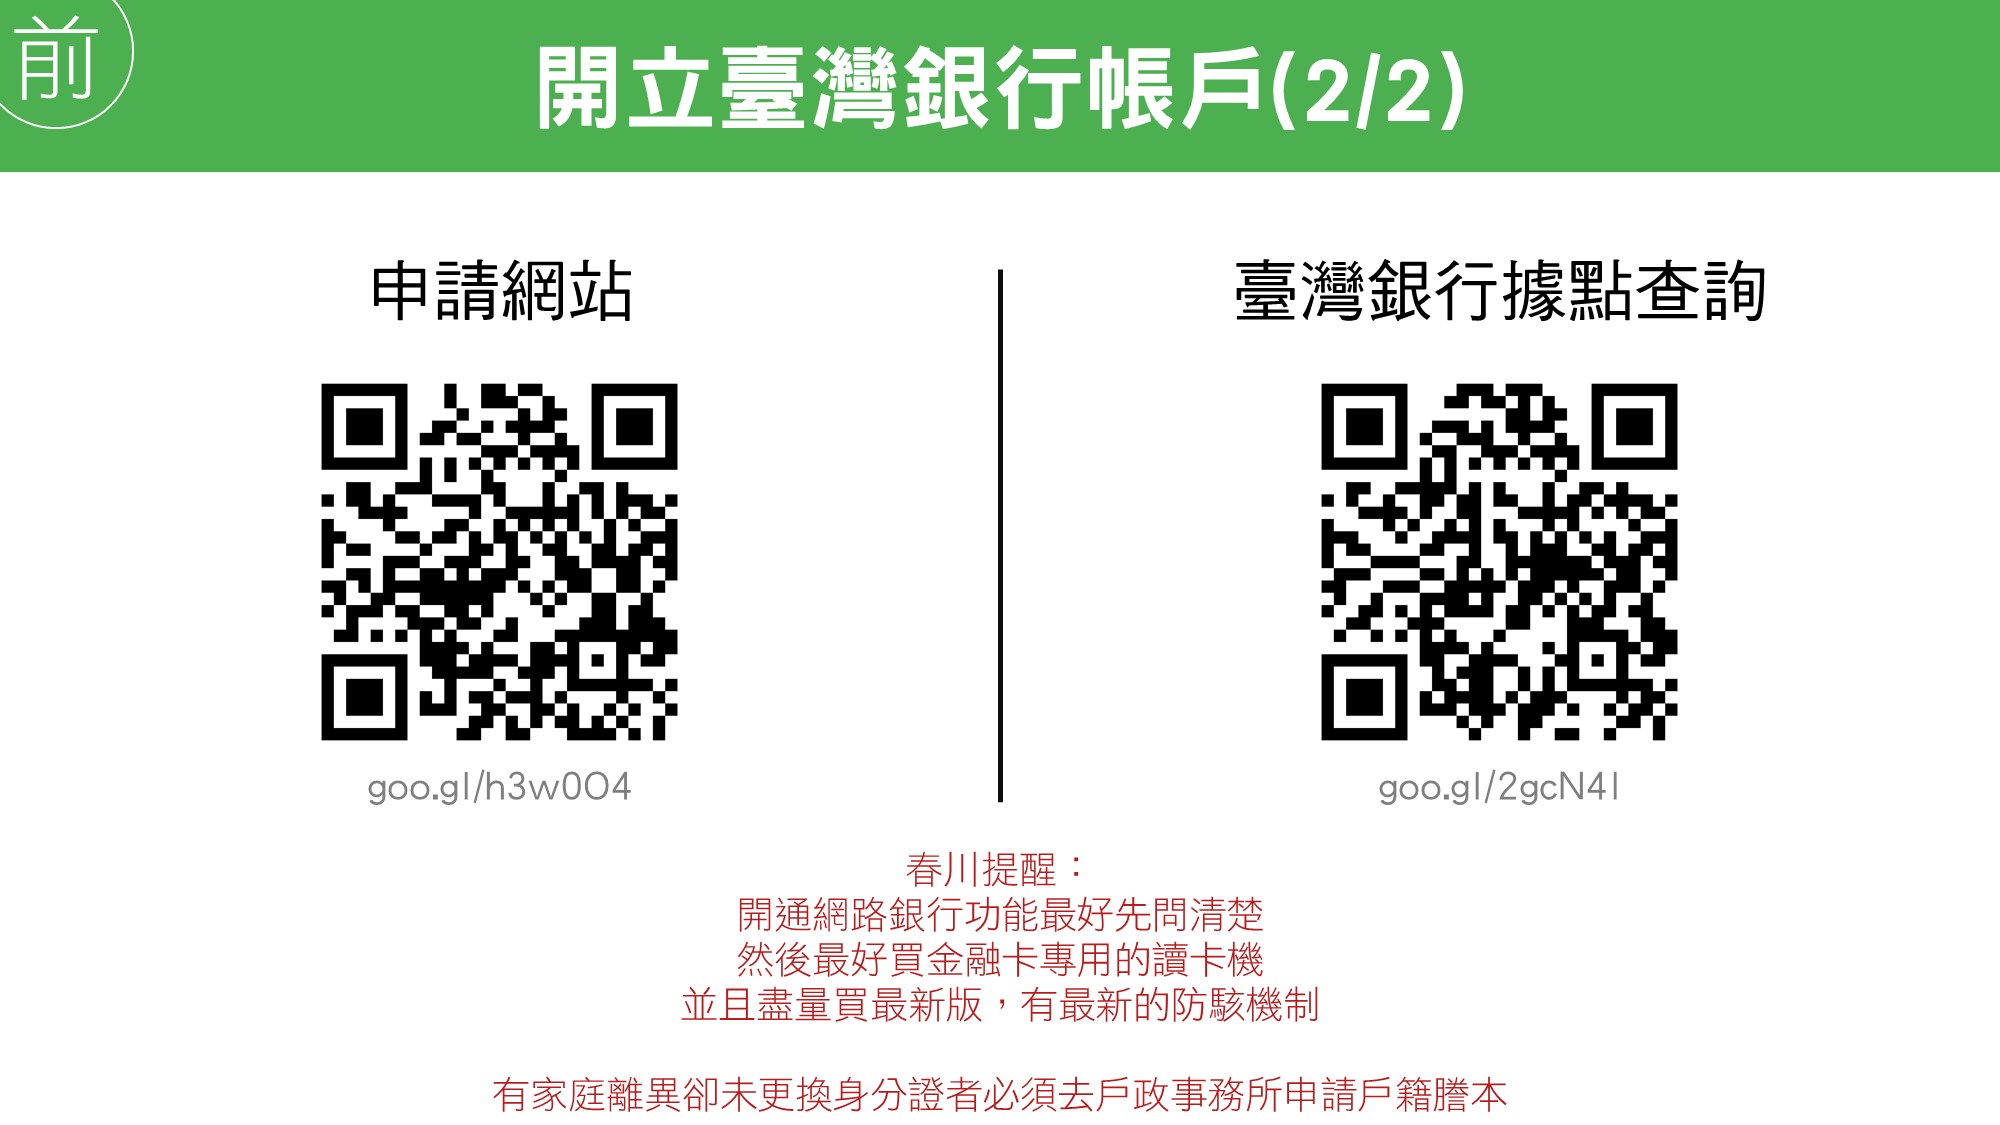 前
開立臺灣銀行帳戶(2/2)
申請網站
goo.gl/h3w0O4
臺灣銀行據點查詢
goo.gl/2gcN4I
春川提醒：
開通網路銀行功能最好先問清楚
然後最好買金融卡專用的讀卡機
並且盡量買最新版，有最新的防駭機制
有家庭離異卻未更換身分證者必須去戶政事務所申請戶籍謄本